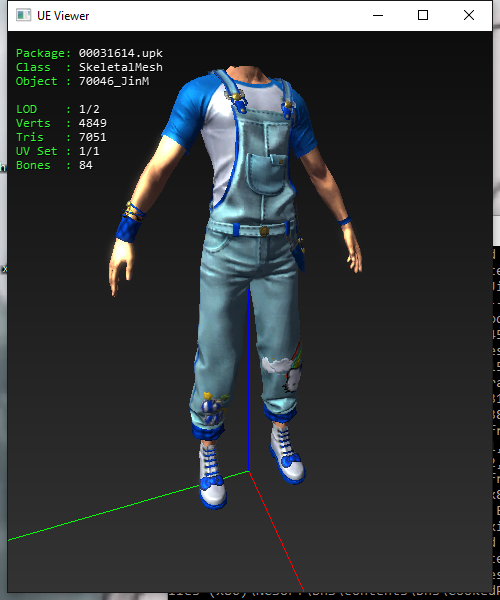 UE Viewer
Package: 00031614.upk
Class : SkeletalMesh
Object : 70046_JinM
LOD : 1/2
Verts : 4849
Tris : 7051
UV Set : 1/1
Bones : 84